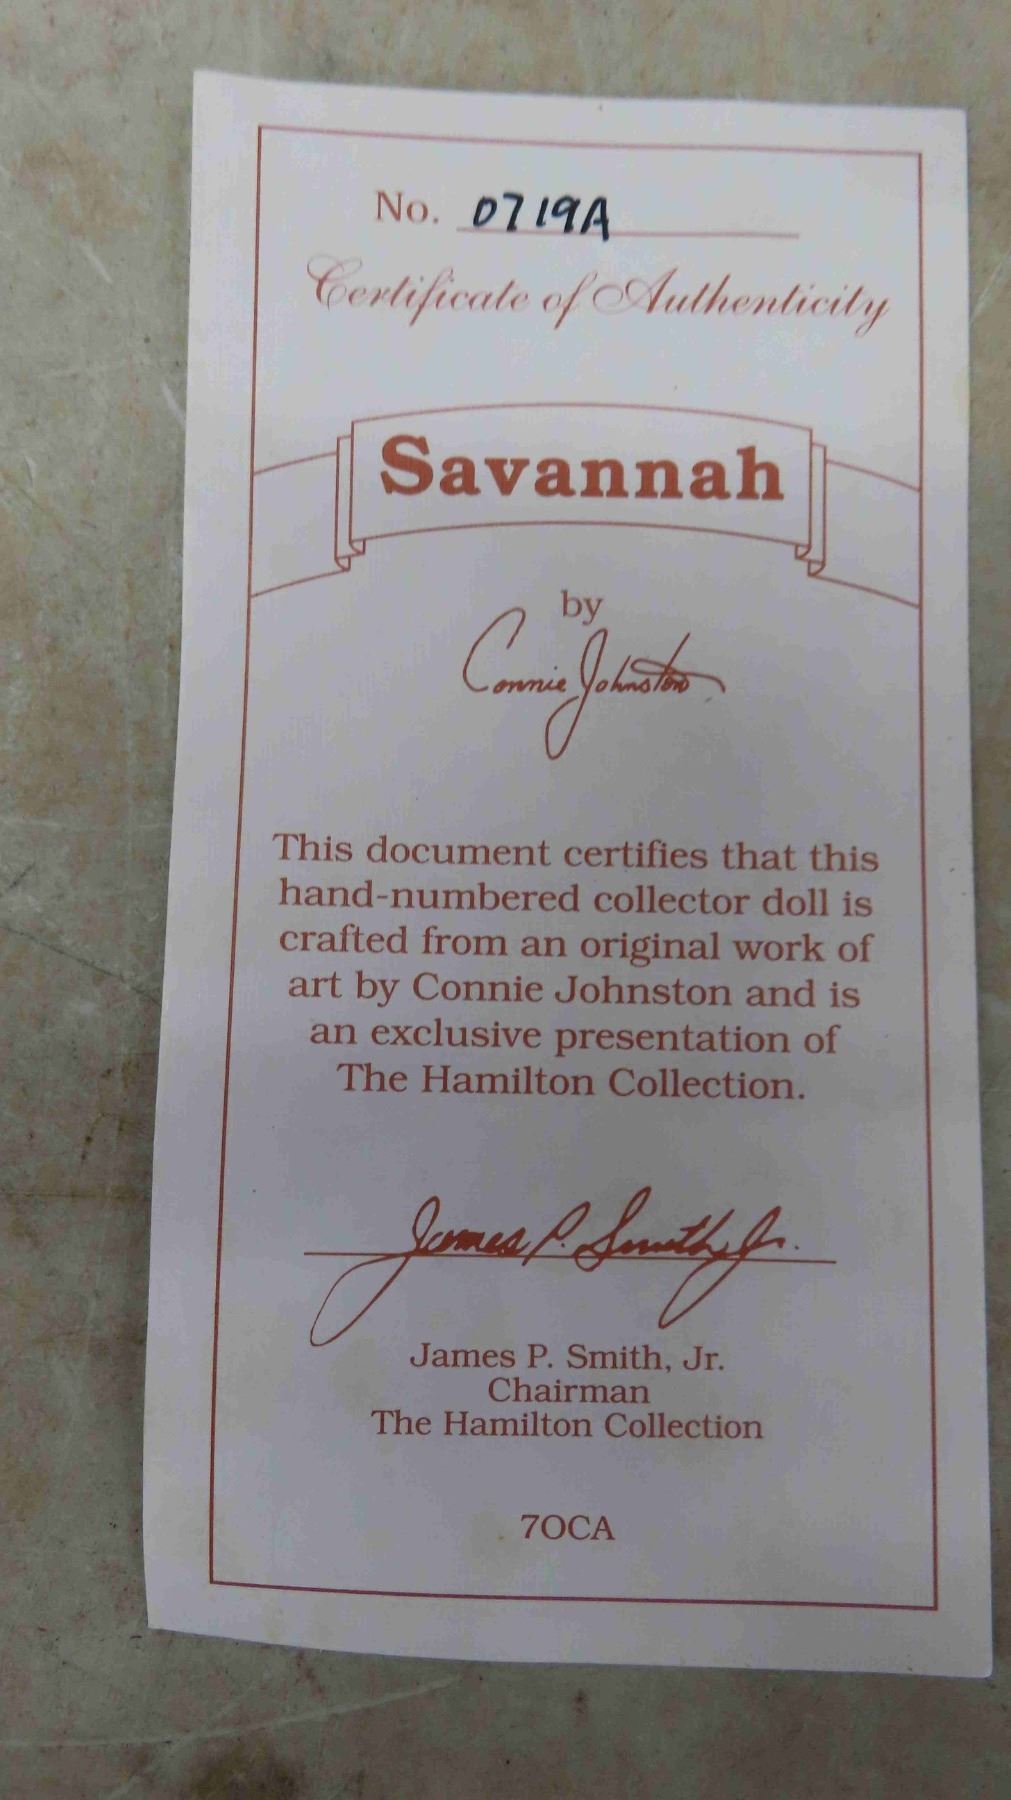 No. 0719A
Certificate of Authenticity
Savannah
by
Connie Johnston
This document certifies that this
hand-numbered collector doll is
crafted from an original work of
art by Connie Johnston and is
an exclusive presentation of
The Hamilton Collection.
James P. Smith, Jr.
James P. Smith, Jr.
Chairman
The Hamilton Collection
7OCA